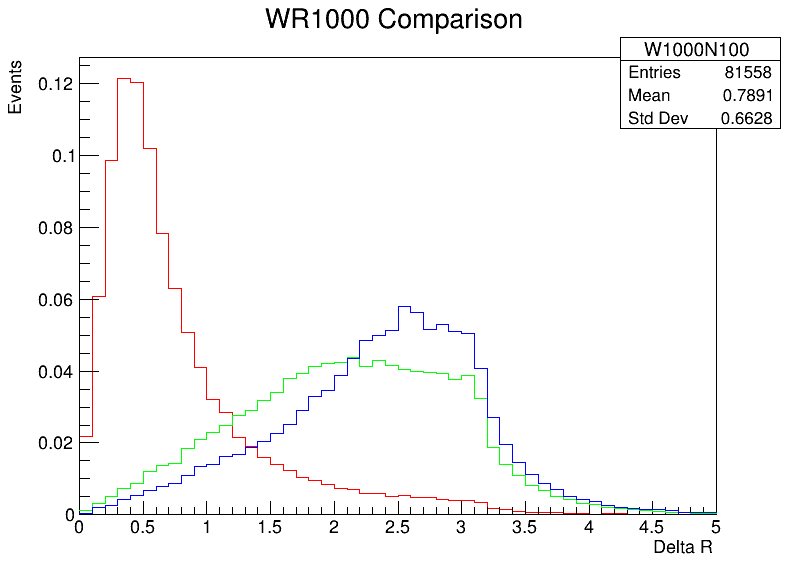 WR1000 Comparison
W1000N100
Entries 81558
Mean 0.7891
Std Dev 0.6628
Events
0.12
0.1
0.08
0.06
0.04
0.02
0
0 0.5 1 1.5 2 2.5 3 3.5 4 4.5 5
Delta R